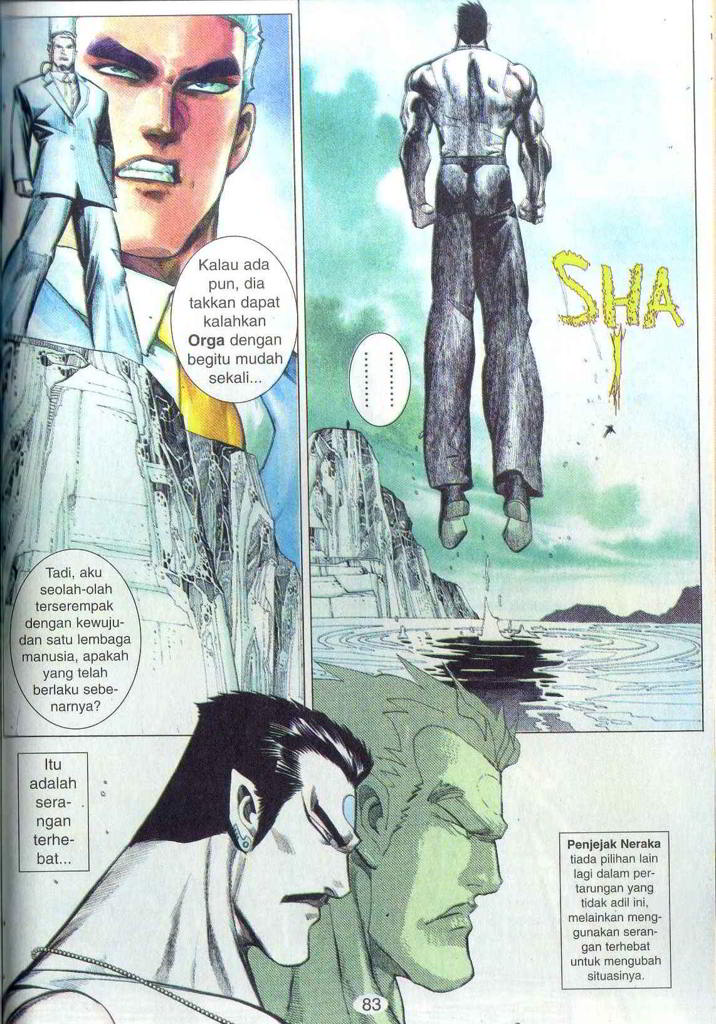 Kalau ada
pun, dia
takkan dapat
kalahkan
Orga dengan
begitu mudah
sekali...
Tadi, aku
seolah-olah
terserempak
dengan kewuju-
dan satu lembaga
manusia, apakah
yang telah
berlaku sebe-
narnya?
SHA
Itu
adalah
sera-
ngan
terhe-
bat...
Penjejak Neraka
tiada pilihan lain
lagi dalam per-
tarungan yang
tidak adil ini,
melainkan meng-
gunakan seran-
gan terhebat
untuk mengubah
situasinya.
83